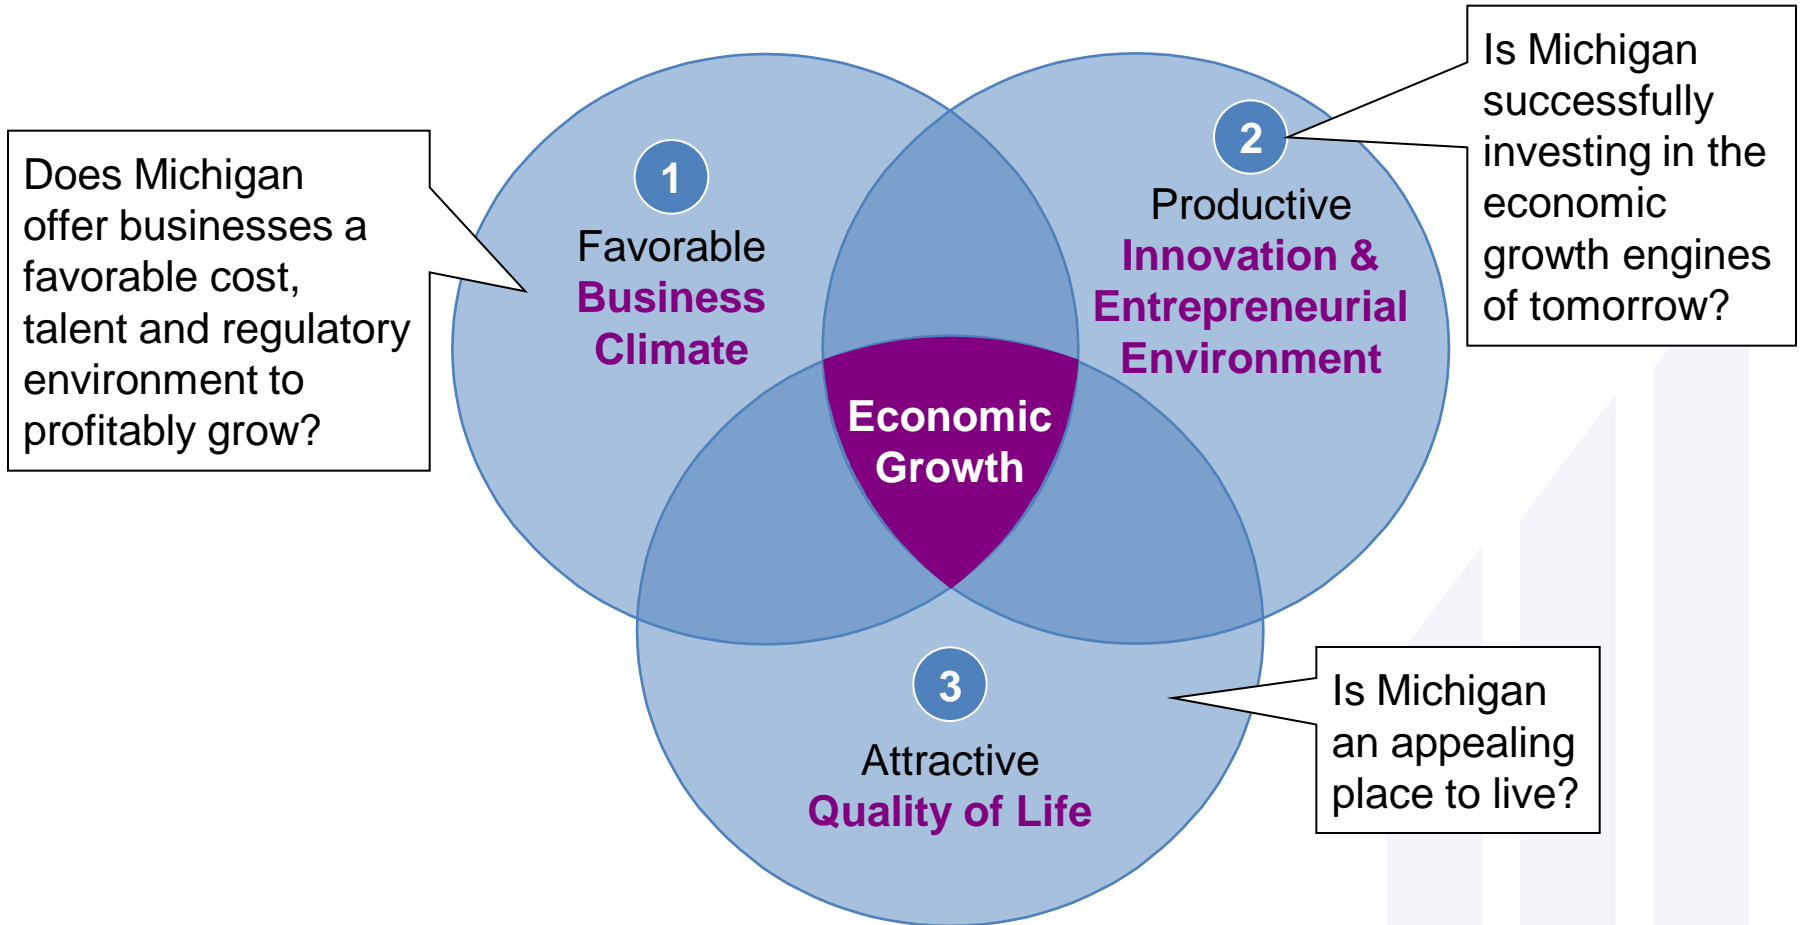 Does Michigan
offer businesses a
favorable cost,
talent and regulatory
environment to
profitably grow?
1
Favorable
Business
Climate
2
Productive
Innovation &
Entrepreneurial
Environment
Is Michigan
successfully
investing in the
economic
growth engines
of tomorrow?
Economic
Growth
3
Attractive
Quality of Life
Is Michigan
an appealing
place to live?